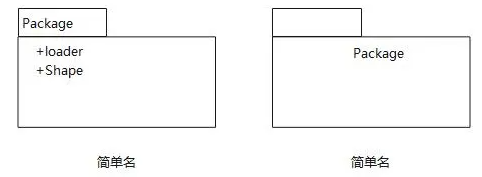 Package
+loader
+Shape
简单名
Package
简单名